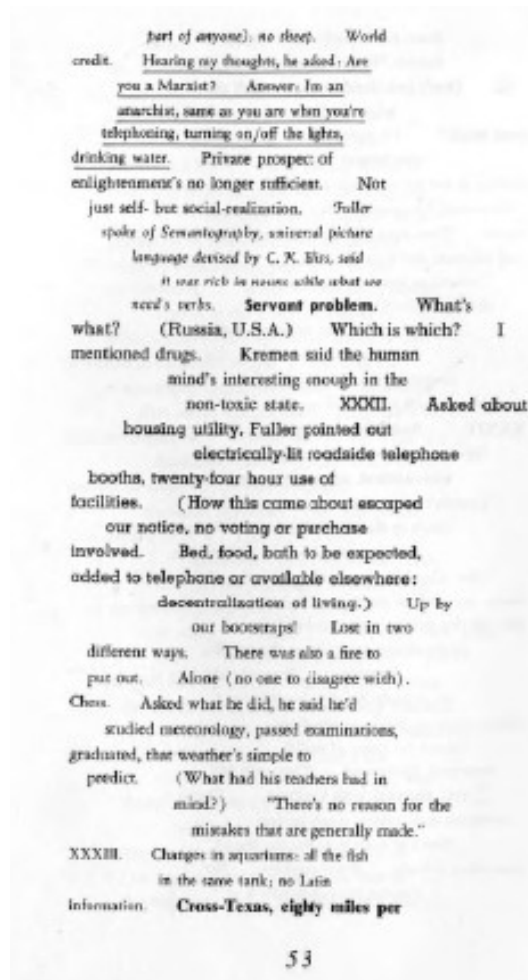 part of anyone); no sheep. World
credit. Hearing my thoughts, he asked: Are
you a Marxist? Answer: I'm an
anarchist, same as you are when you're
telephoning, turning on/off the lights,
drinking water. Private prospect of
enlightenment's no longer sufficient. Not
just self- but social-realization. Fuller
spoke of Semantography, universal picture
language devised by C. K. Bliss, said
it was rich in nouns while what we
need's verbs. Servant problem. What's
what? (Russia, U.S.A.) Which is which? I
mentioned drugs. Kremen said the human
mind's interesting enough in the
non-toxic state. XXXII. Asked about
housing utility, Fuller pointed out
electrically-lit roadside telephone
booths, twenty-four hour use of
facilities. (How this came about escaped
our notice, no voting or purchase
involved. Bed, food, bath to be expected,
added to telephone or available elsewhere:
decentralization of living.) Up by
our bootstraps! Lost in two
different ways. There was also a fire to
put out. Alone (no one to disagree with).
Chess. Asked what he did, he said he'd
studied meteorology, passed examinations,
graduated, that weather's simple to
predict. (What had his teachers had in
mind?) "There's no reason for the
mistakes that are generally made."
XXXIII. Changes in aquariums: all the fish
in the same tank; no Latin
information. Cross-Texas, eighty miles per
53